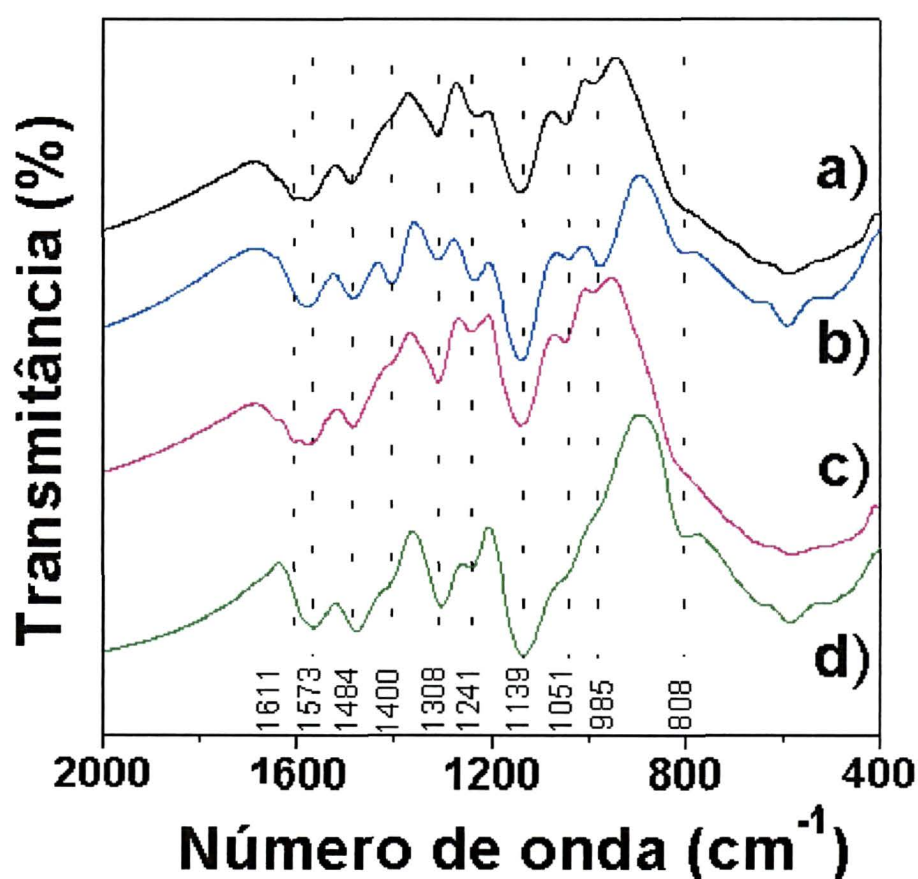 Transmitância (%)
a)
b)
c)
d)
1611
1573
1484
1400
1308
1241
1139
1051
985
808
2000 1600 1200 800 400
Número de onda (cm-1)